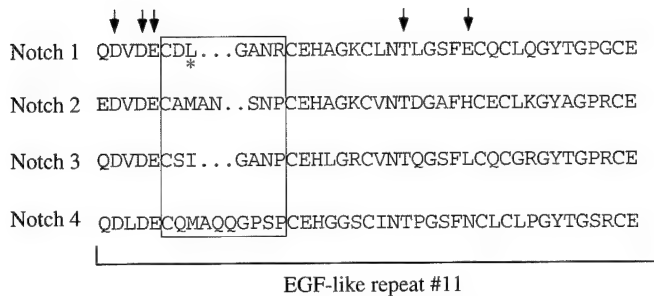 Notch 1 QDVDECDL...GANRCEHAGKCLNTLGSFECQCLQGYTGPGCE
*
Notch 2 EDVDECAMAN..SNPCEHAGKCVNTDGAFHCECLKGYAGPRCE
Notch 3 QDVDECSI...GANPCEHLGRCVNTQGSFLCQCGRGYTGPRCE
Notch 4 QDLDECQMAQQGPSPCEHGGSCINTPGSFNCLCLPGYTGSRCE
EGF-like repeat #11